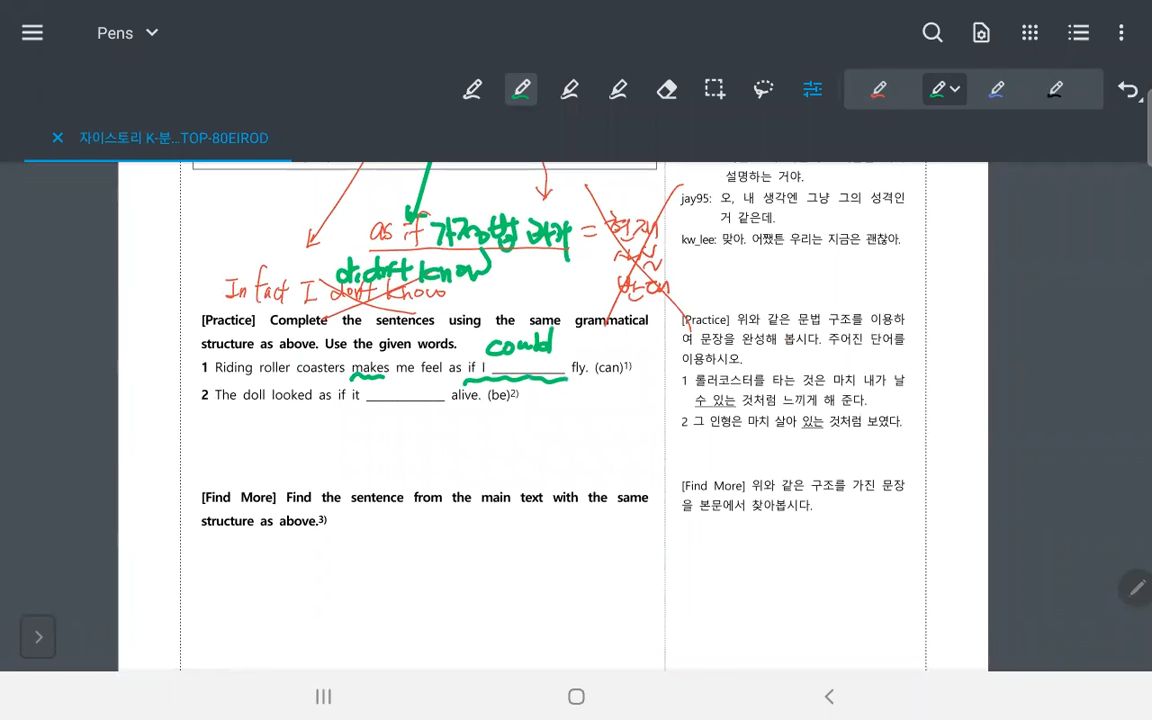 Pens
자이스토리 K-분...TOP-80EIROD
설명하는 거야.
jay95: 오, 내 생각엔 그냥 그의 성격인
거 같은데.
kw_lee: 맞아. 어쨌든 우리는 지금은 괜찮아.
as if 가정법 과거 = 현재
반대
didn't know
In fact I don't know
[Practice] Complete the sentences using the same grammatical
structure as above. Use the given words.
could
1 Riding roller coasters makes me feel as if I __________ fly. (can)1)
2 The doll looked as if it __________ alive. (be)2)
[Find More] Find the sentence from the main text with the same
structure as above.3)
[Practice] 위와 같은 문법 구조를 이용하
여 문장을 완성해 봅시다. 주어진 단어를
이용하시오.
1 롤러코스터를 타는 것은 마치 내가 날
수 있는 것처럼 느끼게 해 준다.
2 그 인형은 마치 살아 있는 것처럼 보였다.
[Find More] 위와 같은 구조를 가진 문장
을 본문에서 찾아봅시다.